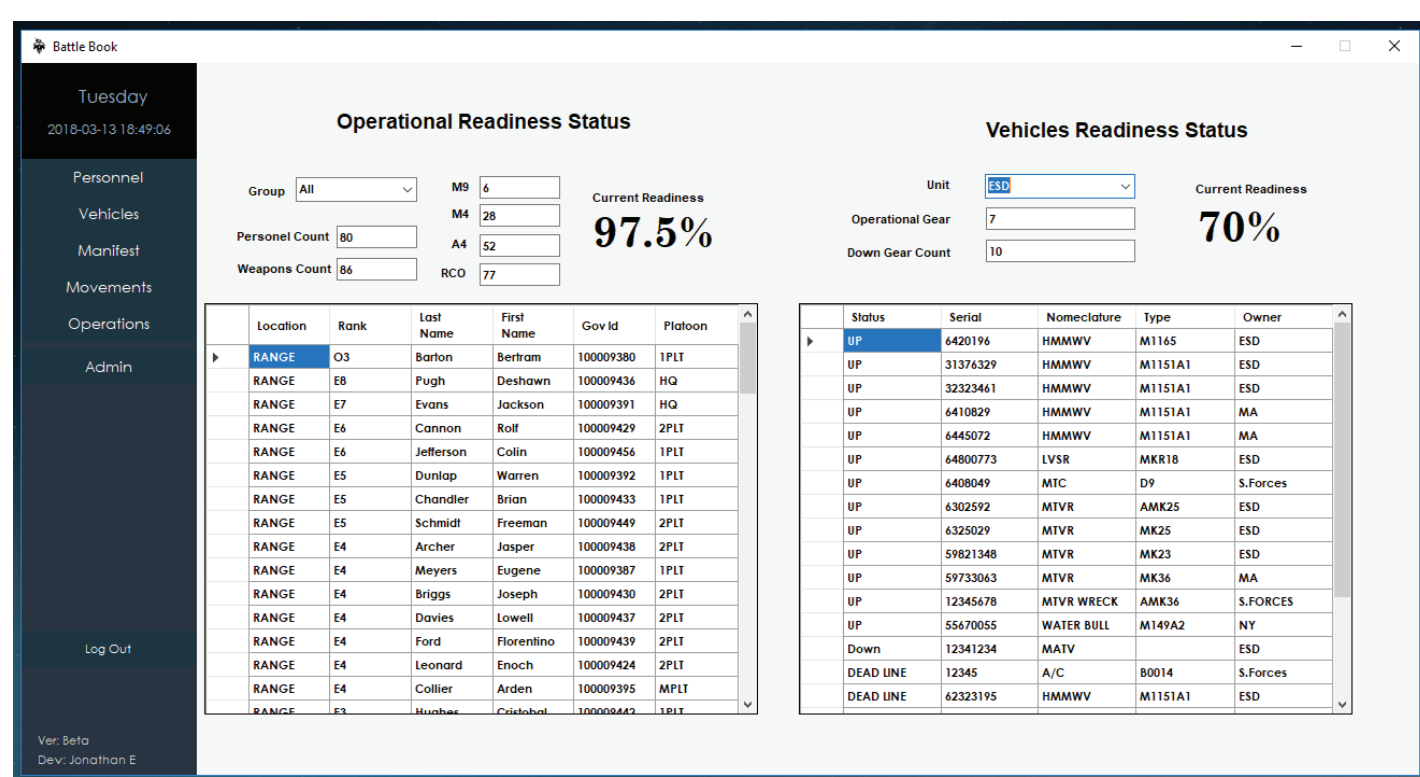 Battle Book
Tuesday
2018-03-13 18:49:06
Personnel
Vehicles
Manifest
Movements
Operations
Admin
Log Out
Ver: Beta
Dev: Jonathan E
Operational Readiness Status
Group All
Personel Count 80
Weapons Count 86
M9 6
M4 28
A4 52
RCO 77
Current Readiness
97.5%
Location Rank Last Name First Name Gov Id Platoon
RANGE O3 Barton Bertram 100009380 1PLT
RANGE E8 Pugh Deshawn 100009436 HQ
RANGE E7 Evans Jackson 100009391 HQ
RANGE E6 Cannon Rolf 100009429 2PLT
RANGE E6 Jefferson Colin 100009456 1PLT
RANGE E5 Dunlap Warren 100009392 1PLT
RANGE E5 Chandler Brian 100009433 1PLT
RANGE E5 Schmidt Freeman 100009449 2PLT
RANGE E4 Archer Jasper 100009438 2PLT
RANGE E4 Meyers Eugene 100009387 1PLT
RANGE E4 Briggs Joseph 100009430 2PLT
RANGE E4 Davies Lowell 100009437 2PLT
RANGE E4 Ford Florentino 100009439 2PLT
RANGE E4 Leonard Enoch 100009424 2PLT
RANGE E4 Collier Arden 100009395 MPLT
RANGE E3 Hughes Cristobal 100009442 1PLT
Vehicles Readiness Status
Unit ESD
Operational Gear 7
Down Gear Count 10
Current Readiness
70%
Status Serial Nomeclature Type Owner
UP 6420196 HMMWV M1165 ESD
UP 31376329 HMMWV M1151A1 ESD
UP 32323461 HMMWV M1151A1 ESD
UP 6410829 HMMWV M1151A1 MA
UP 6445072 HMMWV M1151A1 MA
UP 64800773 LVSR MKR18 ESD
UP 6408049 MTC D9 S.Forces
UP 6302592 MTVR AMK25 ESD
UP 6325029 MTVR MK25 ESD
UP 59821348 MTVR MK23 ESD
UP 59733063 MTVR MK36 MA
UP 12345678 MTVR WRECK AMK36 S.FORCES
UP 55670055 WATER BULL M149A2 NY
Down 12341234 MATV ESD
DEAD LINE 12345 A/C B0014 S.Forces
DEAD LINE 62323195 HMMWV M1151A1 ESD